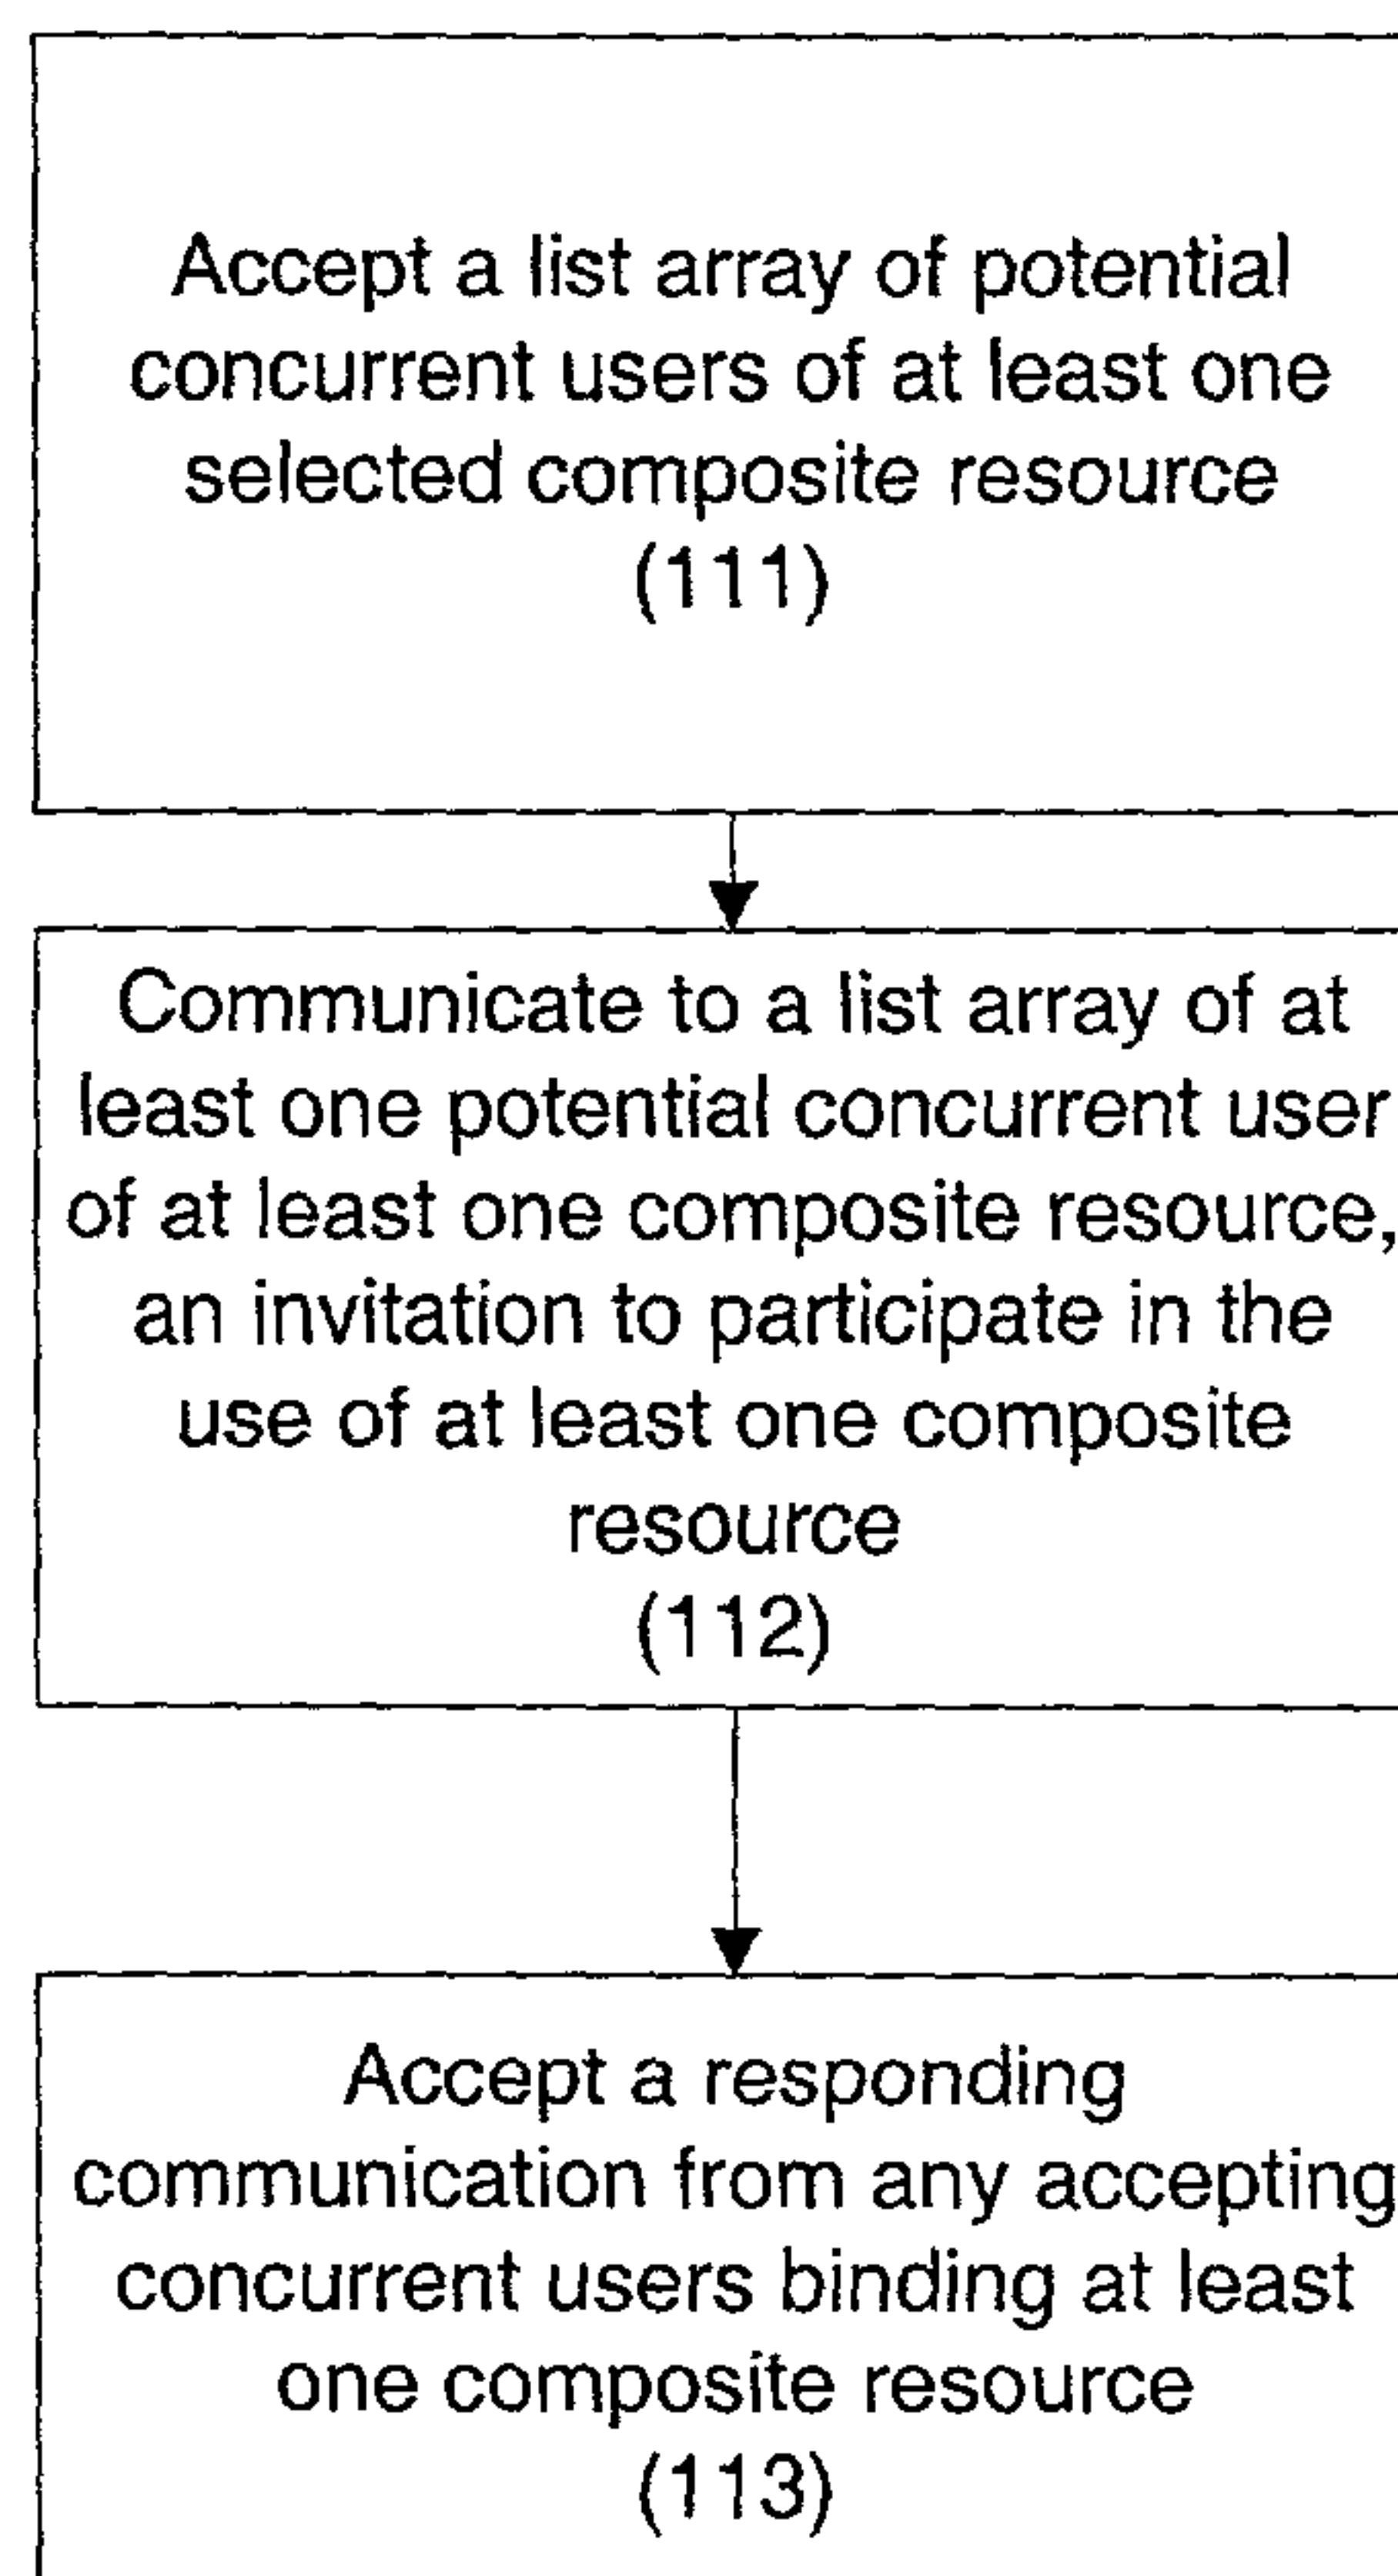 Accept a list array of potential
concurrent users of at least one
selected composite resource
(111)
Communicate to a list array of at
least one potential concurrent user
of at least one composite resource,
an invitation to participate in the
use of at least one composite
resource
(112)
Accept a responding
communication from any accepting
concurrent users binding at least
one composite resource
(113)